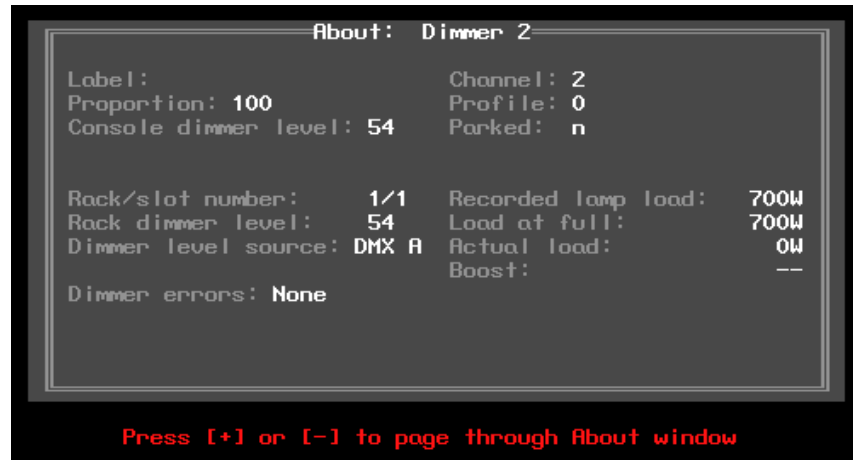 About: Dimmer 2
Label: Channel: 2
Proportion: 100 Profile: 0
Console dimmer level: 54 Parked: n
Rack/slot number: 1/1 Recorded lamp load: 700W
Rack dimmer level: 54 Load at full: 700W
Dimmer level source: DMX A Actual load: 0W
Boost: --
Dimmer errors: None
Press [+] or [-] to page through About window